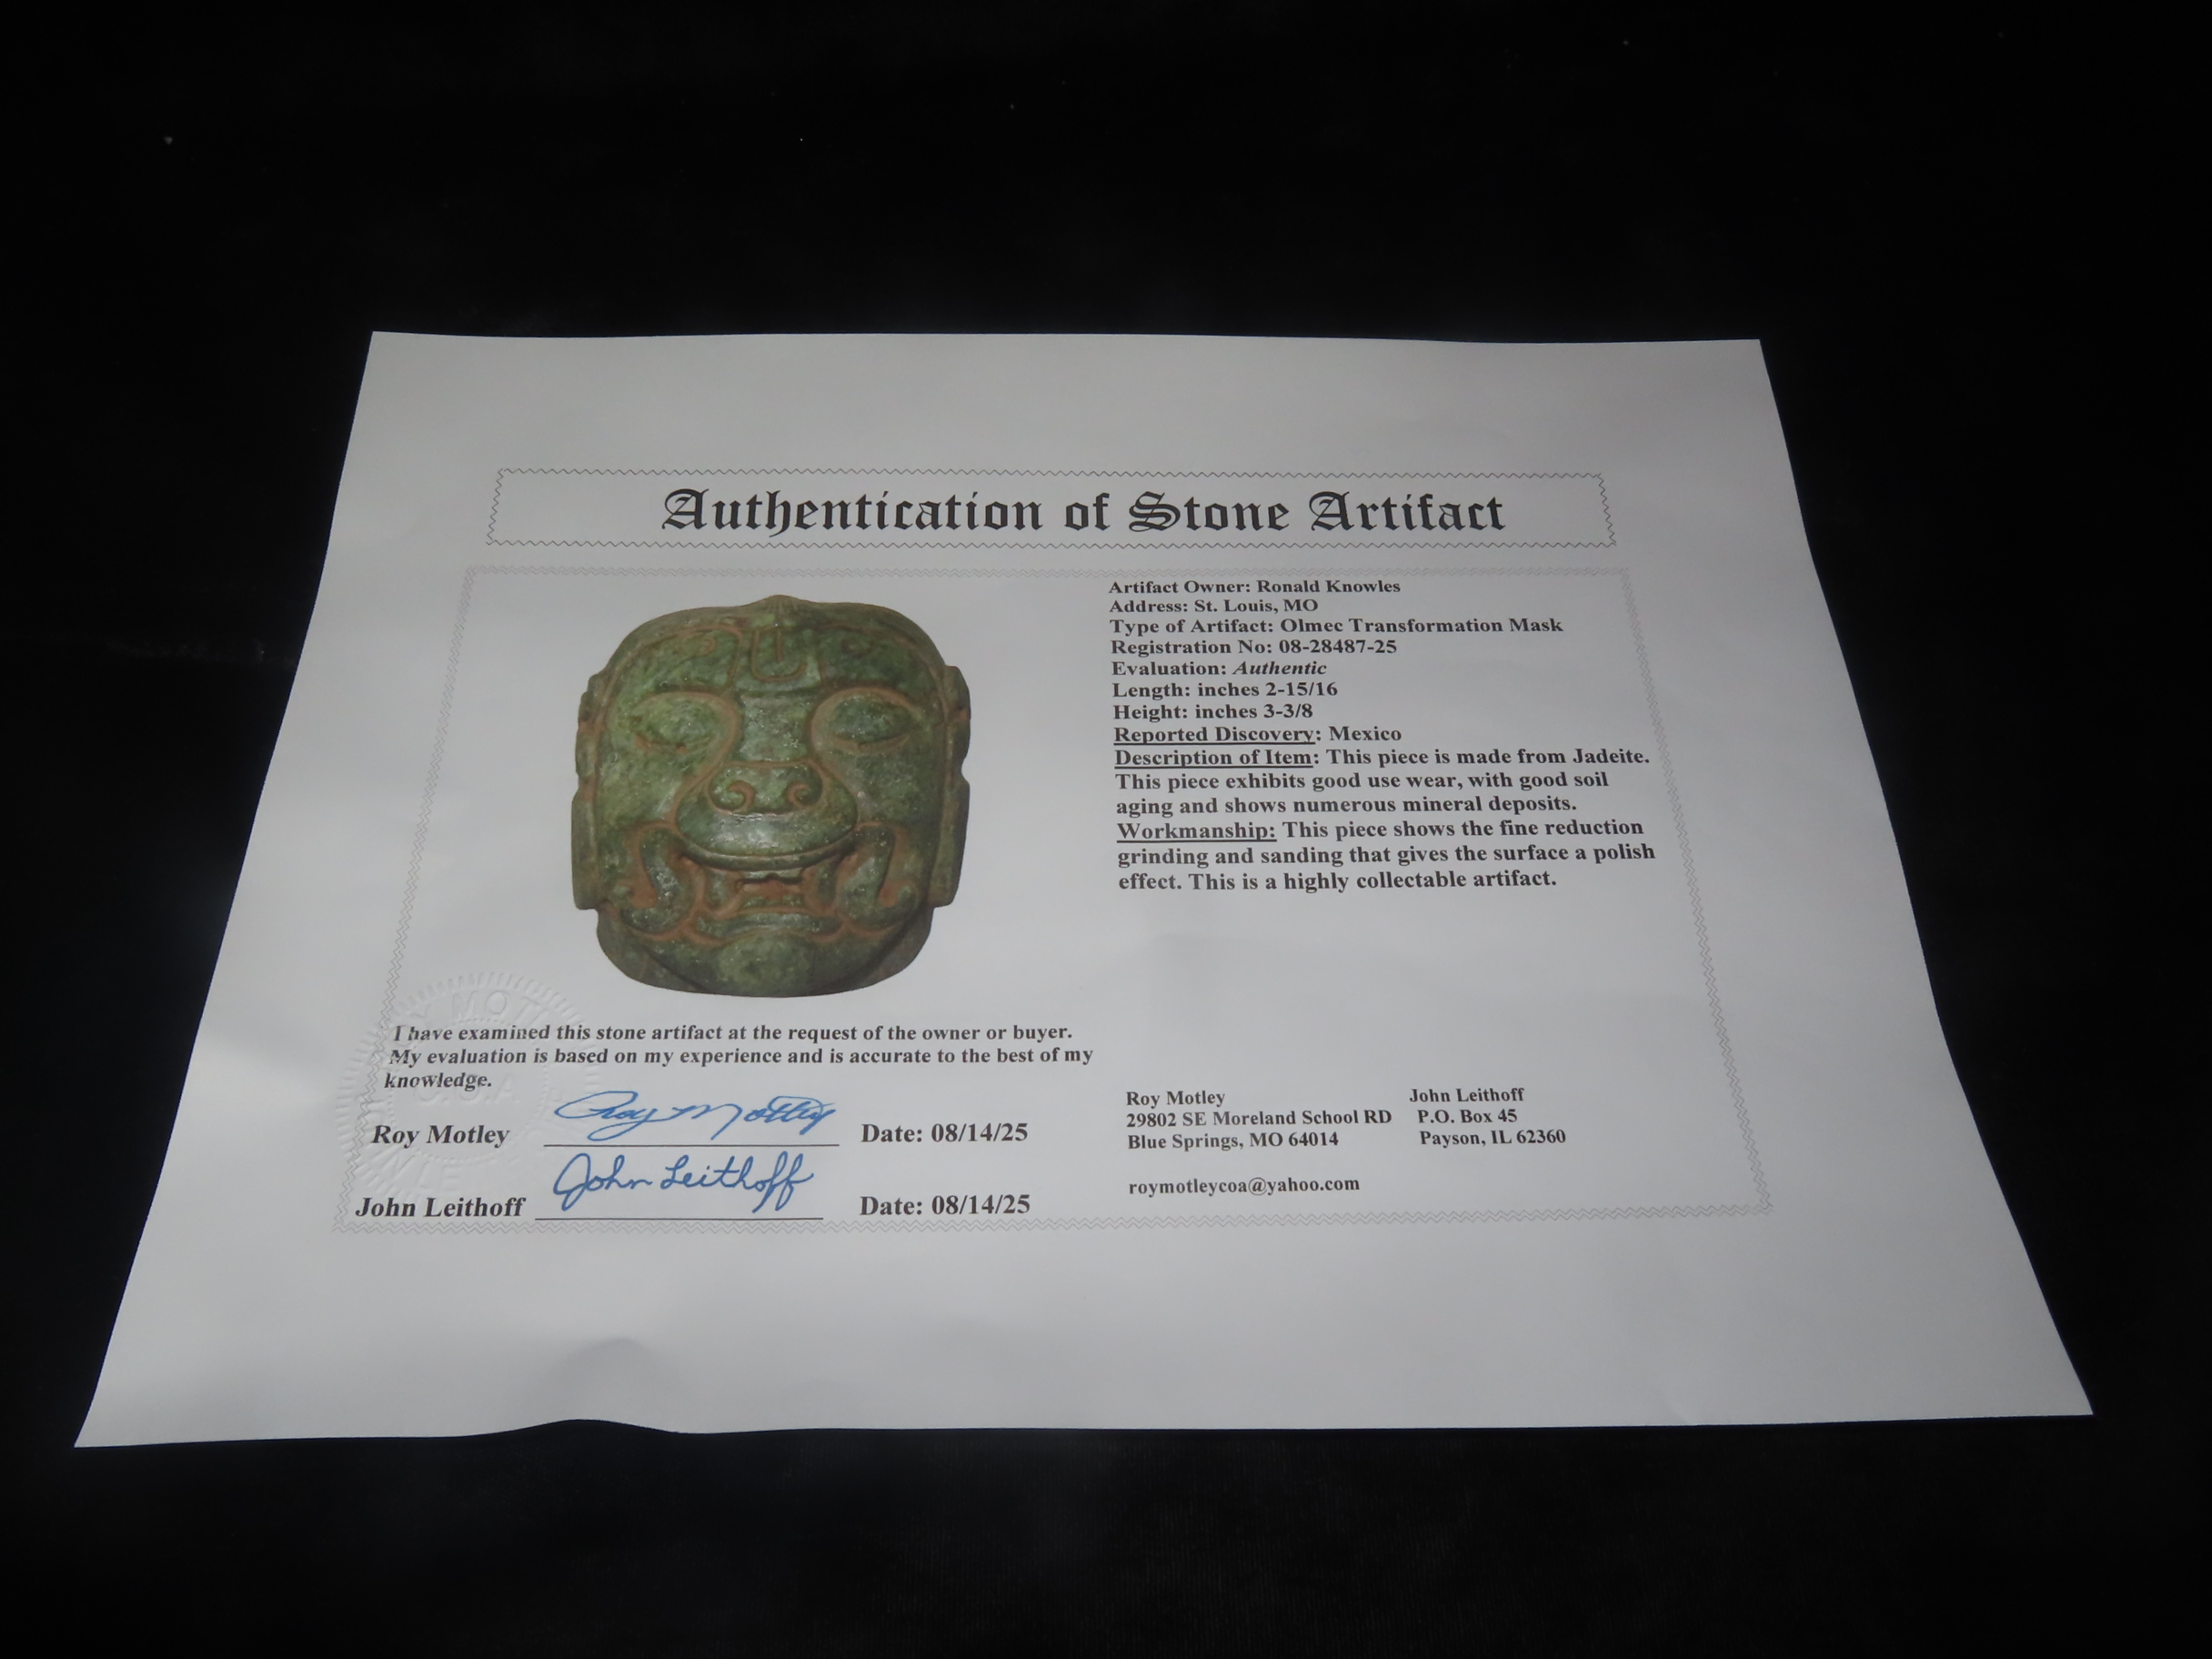 Authentication of Stone Artifact
Artifact Owner: Ronald Knowles
Address: St. Louis, MO
Type of Artifact: Olmec Transformation Mask
Registration No: 08-28487-25
Evaluation: Authentic
Length: inches 2-15/16
Height: inches 3-3/8
Reported Discovery: Mexico
Description of Item: This piece is made from Jadeite.
This piece exhibits good use wear, with good soil
aging and shows numerous mineral deposits.
Workmanship: This piece shows the fine reduction
grinding and sanding that gives the surface a polish
effect. This is a highly collectable artifact.
I have examined this stone artifact at the request of the owner or buyer.
My evaluation is based on my experience and is accurate to the best of my
knowledge.
Roy Motley Roy Motley Date: 08/14/25
John Leithoff John Leithoff Date: 08/14/25
Roy Motley
29802 SE Moreland School RD
Blue Springs, MO 64014
roymotleycoa@yahoo.com
John Leithoff
P.O. Box 45
Payson, IL 62360